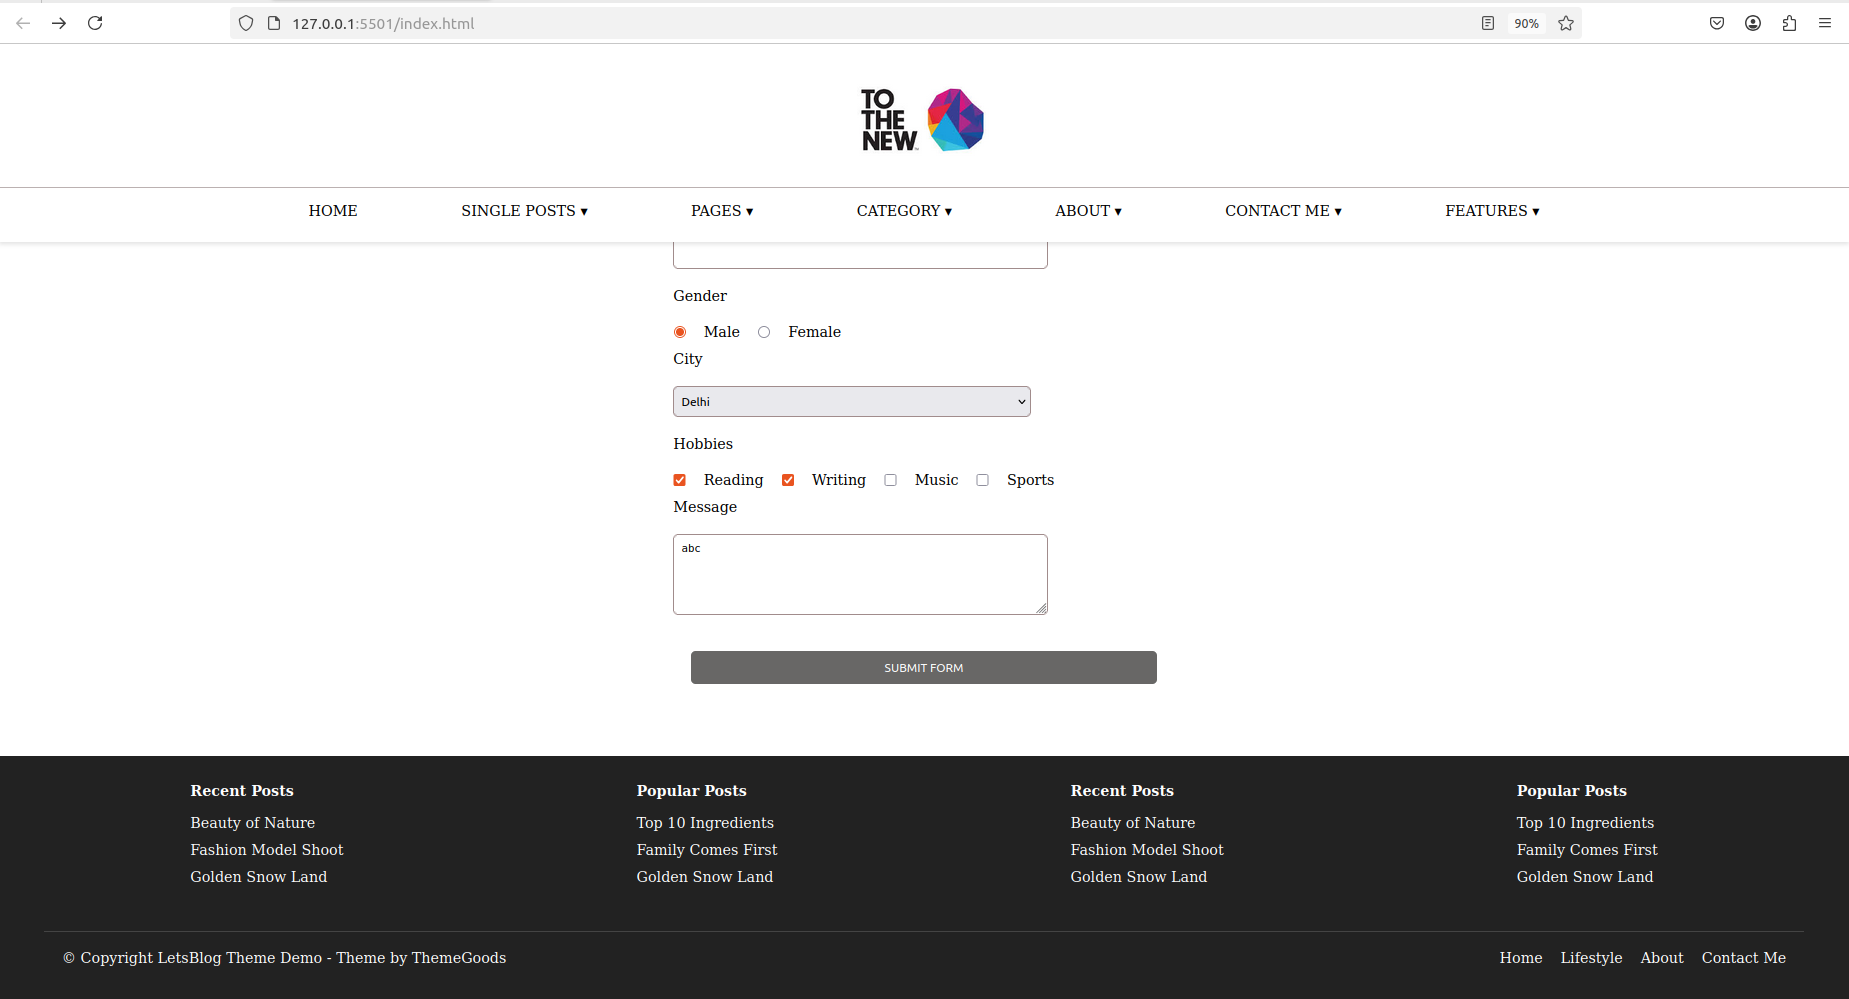 127.0.0.1:5501/index.html 90%
TO
THE
NEW
HOME SINGLE POSTS ▾ PAGES ▾ CATEGORY ▾ ABOUT ▾ CONTACT ME ▾ FEATURES ▾
Gender
Male Female
City
Delhi
Hobbies
Reading Writing Music Sports
Message
abc
SUBMIT FORM
Recent Posts Popular Posts Recent Posts Popular Posts
Beauty of Nature Top 10 Ingredients Beauty of Nature Top 10 Ingredients
Fashion Model Shoot Family Comes First Fashion Model Shoot Family Comes First
Golden Snow Land Golden Snow Land Golden Snow Land Golden Snow Land
© Copyright LetsBlog Theme Demo - Theme by ThemeGoods Home Lifestyle About Contact Me